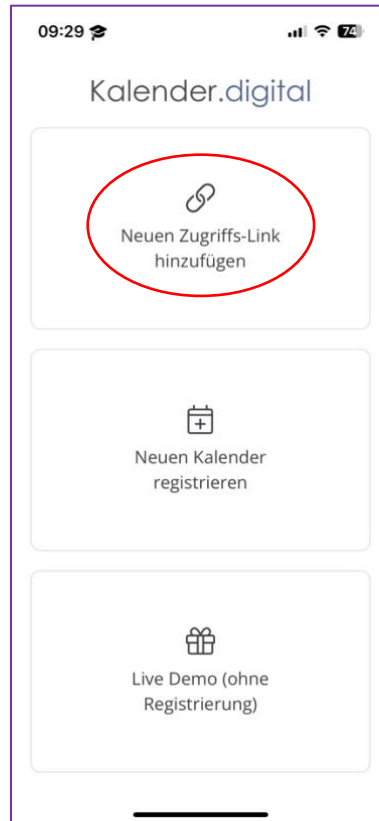 09:29 74
Kalender.digital
Neuen Zugriffs-Link
hinzufügen
Neuen Kalender
registrieren
Live Demo (ohne
Registrierung)